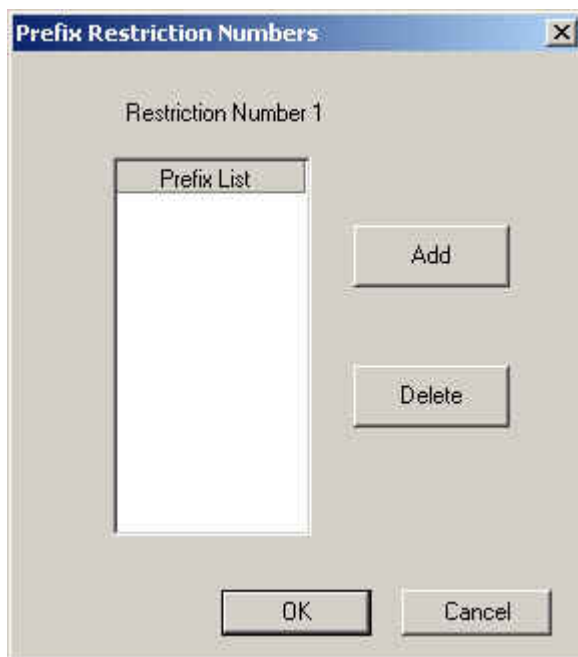 Prefix Restriction Numbers
Restriction Number 1
Prefix List
Add
Delete
OK
Cancel